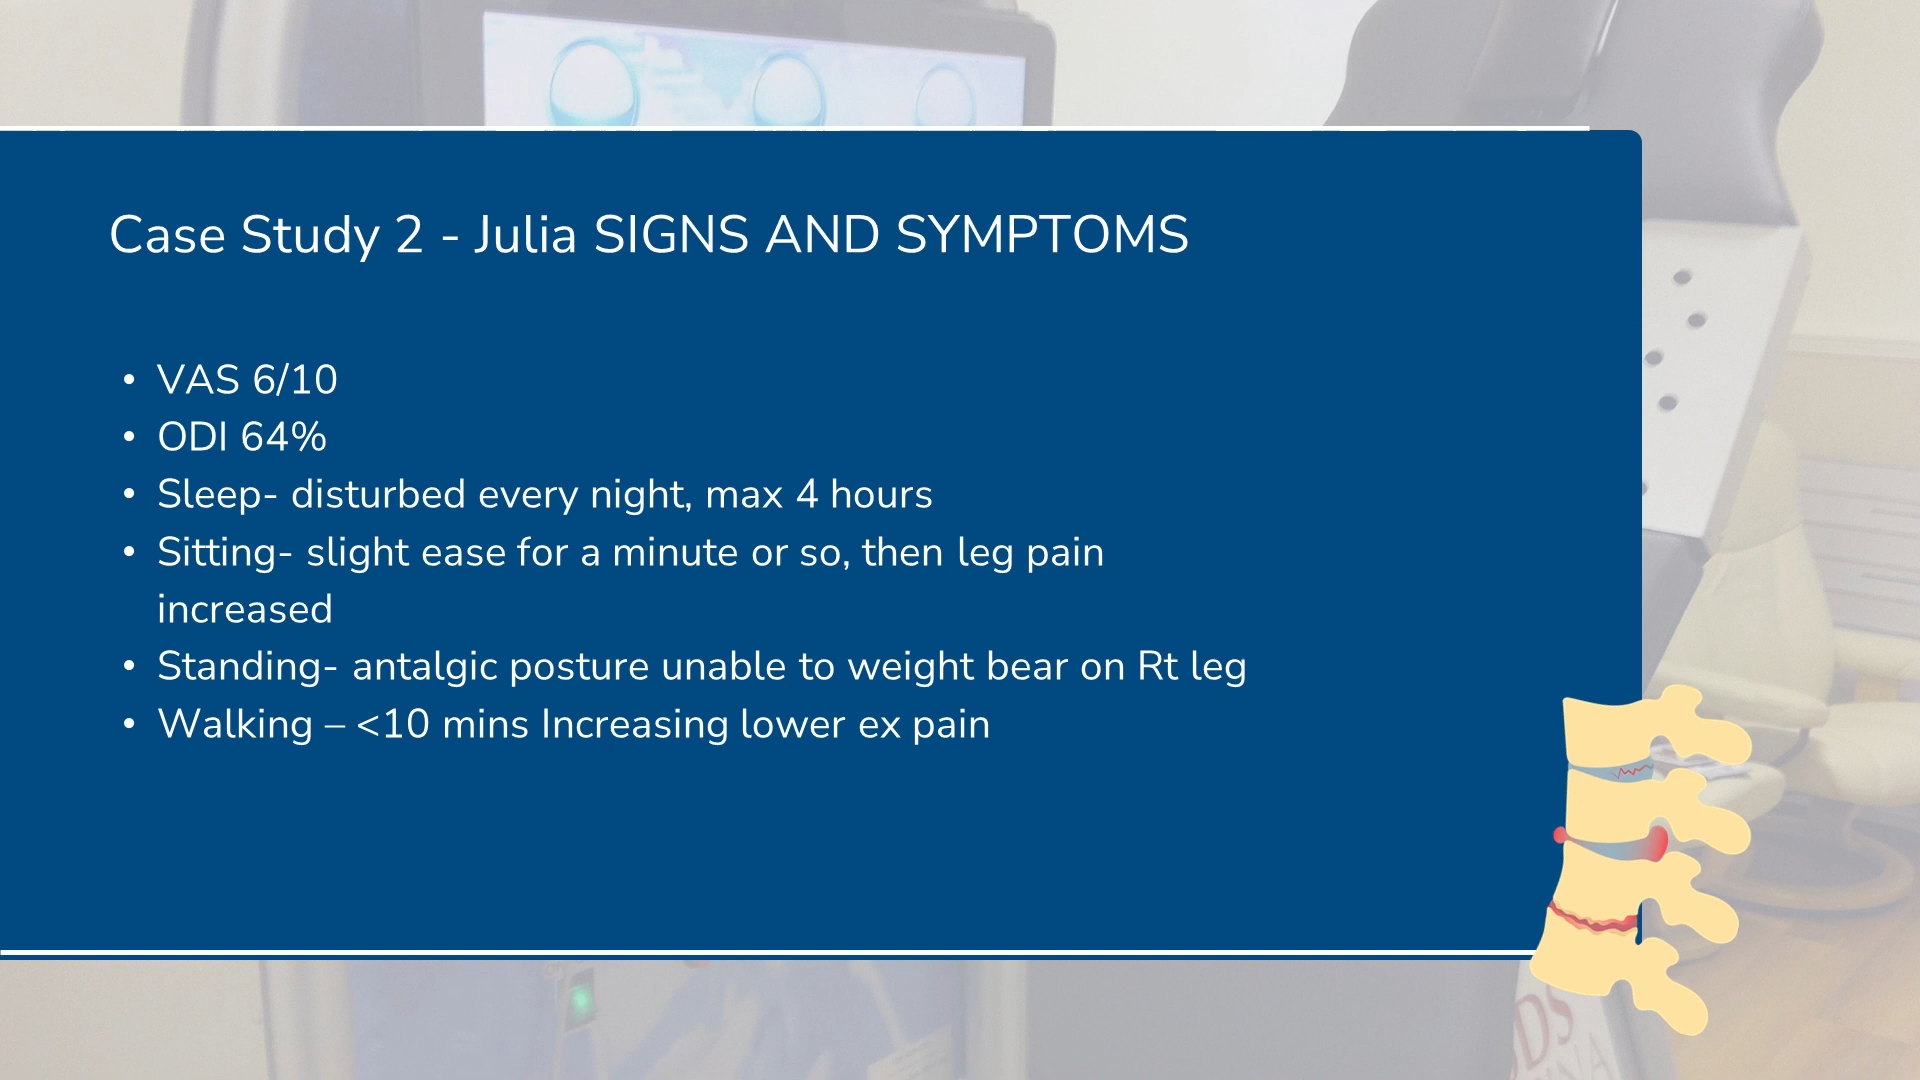 Case Study 2 - Julia SIGNS AND SYMPTOMS
• VAS 6/10
• ODI 64%
• Sleep- disturbed every night, max 4 hours
• Sitting- slight ease for a minute or so, then leg pain
increased
• Standing- antalgic posture unable to weight bear on Rt leg
• Walking – <10 mins Increasing lower ex pain